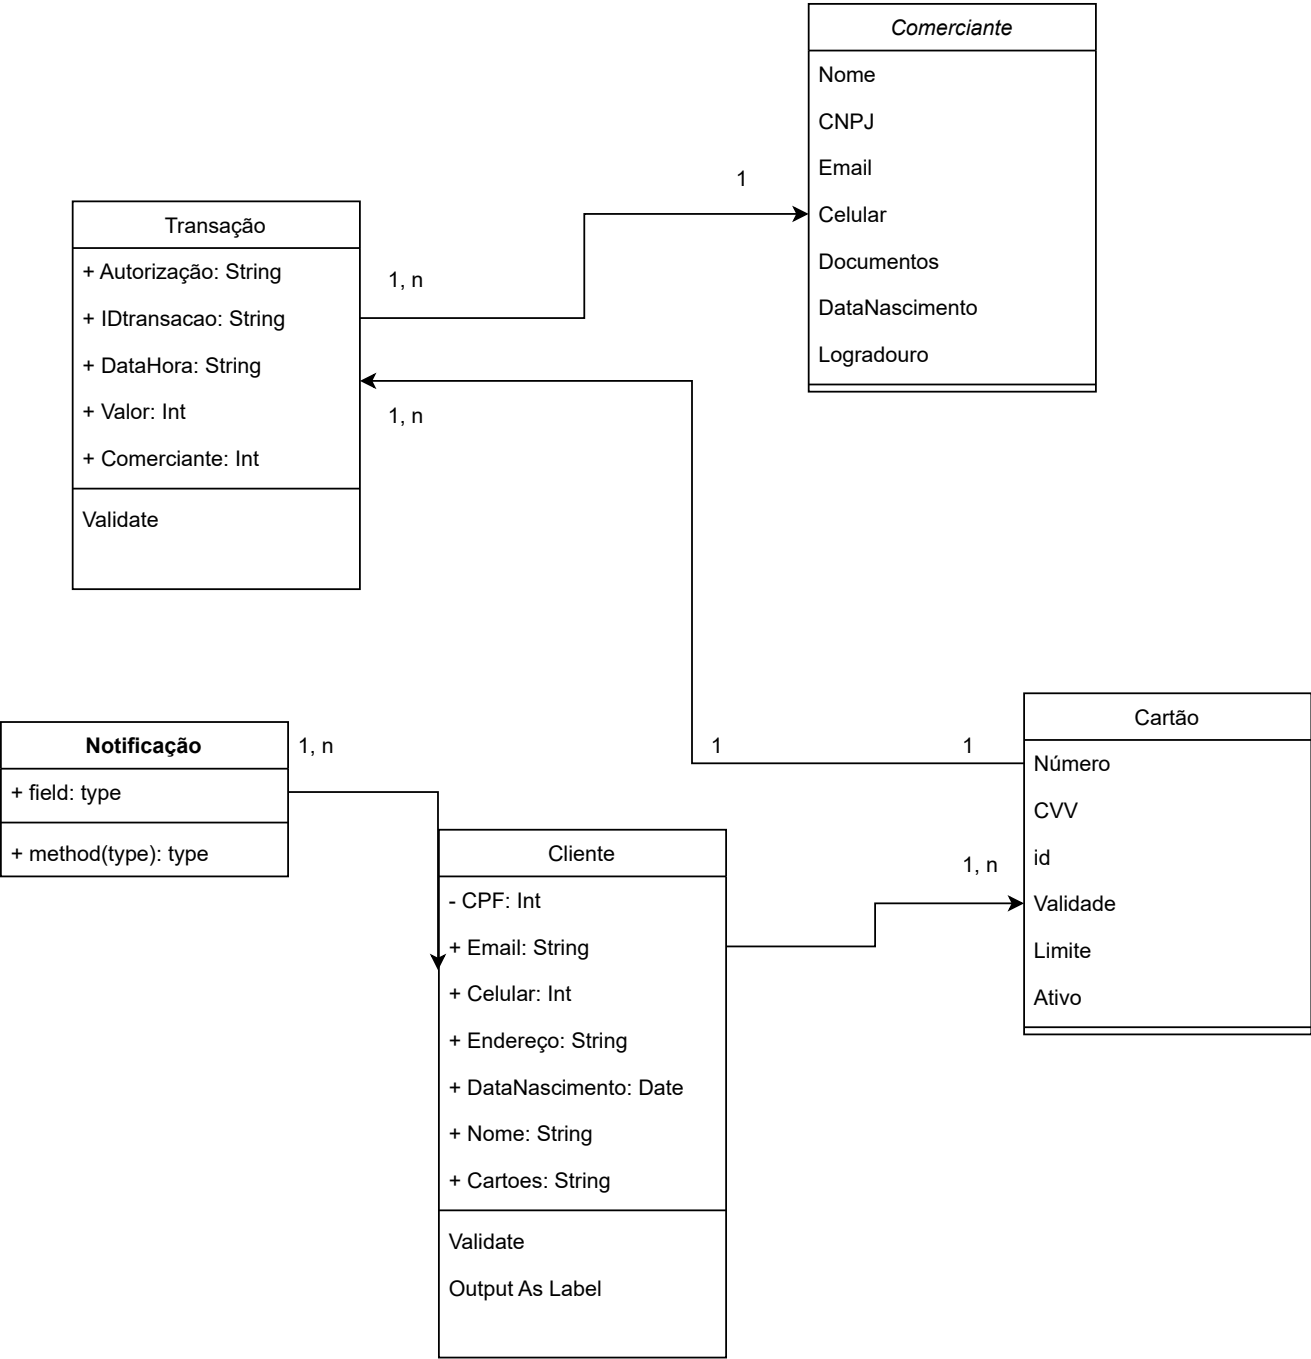 Comerciante
Nome
CNPJ
Email
Celular
Documentos
DataNascimento
Logradouro
1
Transação
+ Autorização: String
+ IDtransacao: String
+ DataHora: String
+ Valor: Int
+ Comerciante: Int
Validate
1, n
1, n
Cartão
Número
CVV
id
Validade
Limite
Ativo
1
1
1, n
Notificação
+ field: type
+ method(type): type
1, n
Cliente
- CPF: Int
+ Email: String
+ Celular: Int
+ Endereço: String
+ DataNascimento: Date
+ Nome: String
+ Cartoes: String
Validate
Output As Label